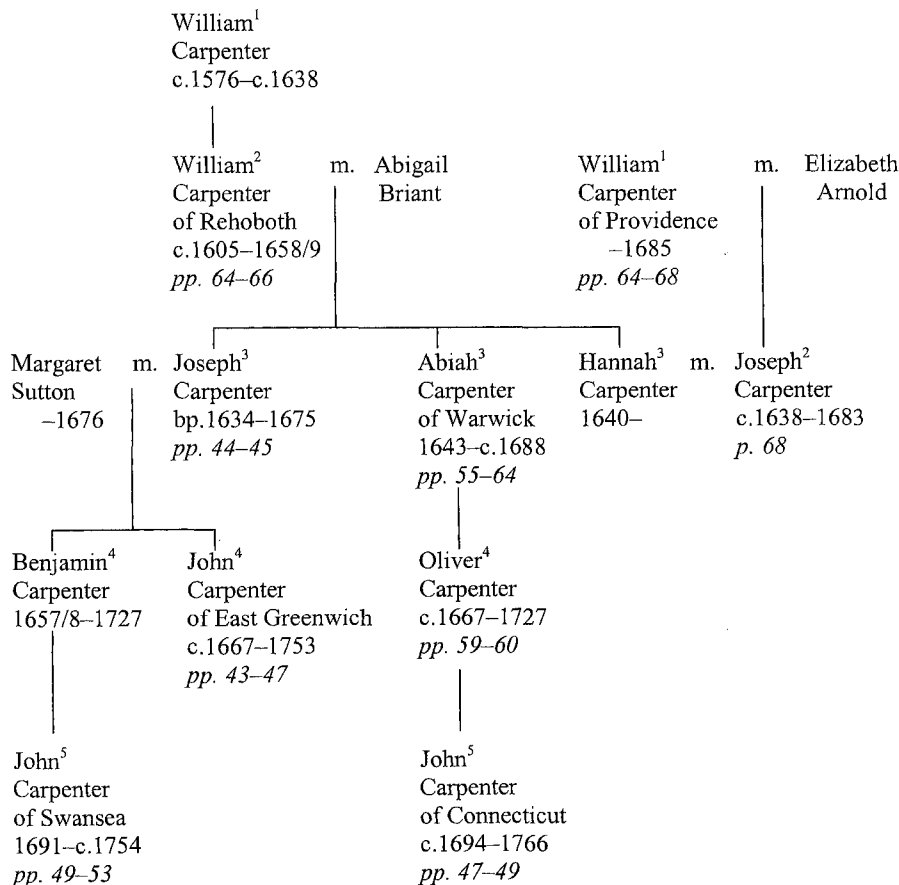 William¹
Carpenter
c.1576–c.1638
William²
Carpenter
of Rehoboth
c.1605–1658/9
pp. 64–66
m.
Abigail
Briant
William¹
Carpenter
of Providence
–1685
pp. 64–68
m.
Elizabeth
Arnold
Margaret
Sutton
–1676
m.
Joseph³
Carpenter
bp.1634–1675
pp. 44–45
Abiah³
Carpenter
of Warwick
1643–c.1688
pp. 55–64
Hannah³
Carpenter
1640–
m.
Joseph²
Carpenter
c.1638–1683
p. 68
Benjamin⁴
Carpenter
1657/8–1727
John⁴
Carpenter
of East Greenwich
c.1667–1753
pp. 43–47
Oliver⁴
Carpenter
c.1667–1727
pp. 59–60
John⁵
Carpenter
of Swansea
1691–c.1754
pp. 49–53
John⁵
Carpenter
of Connecticut
c.1694–1766
pp. 47–49